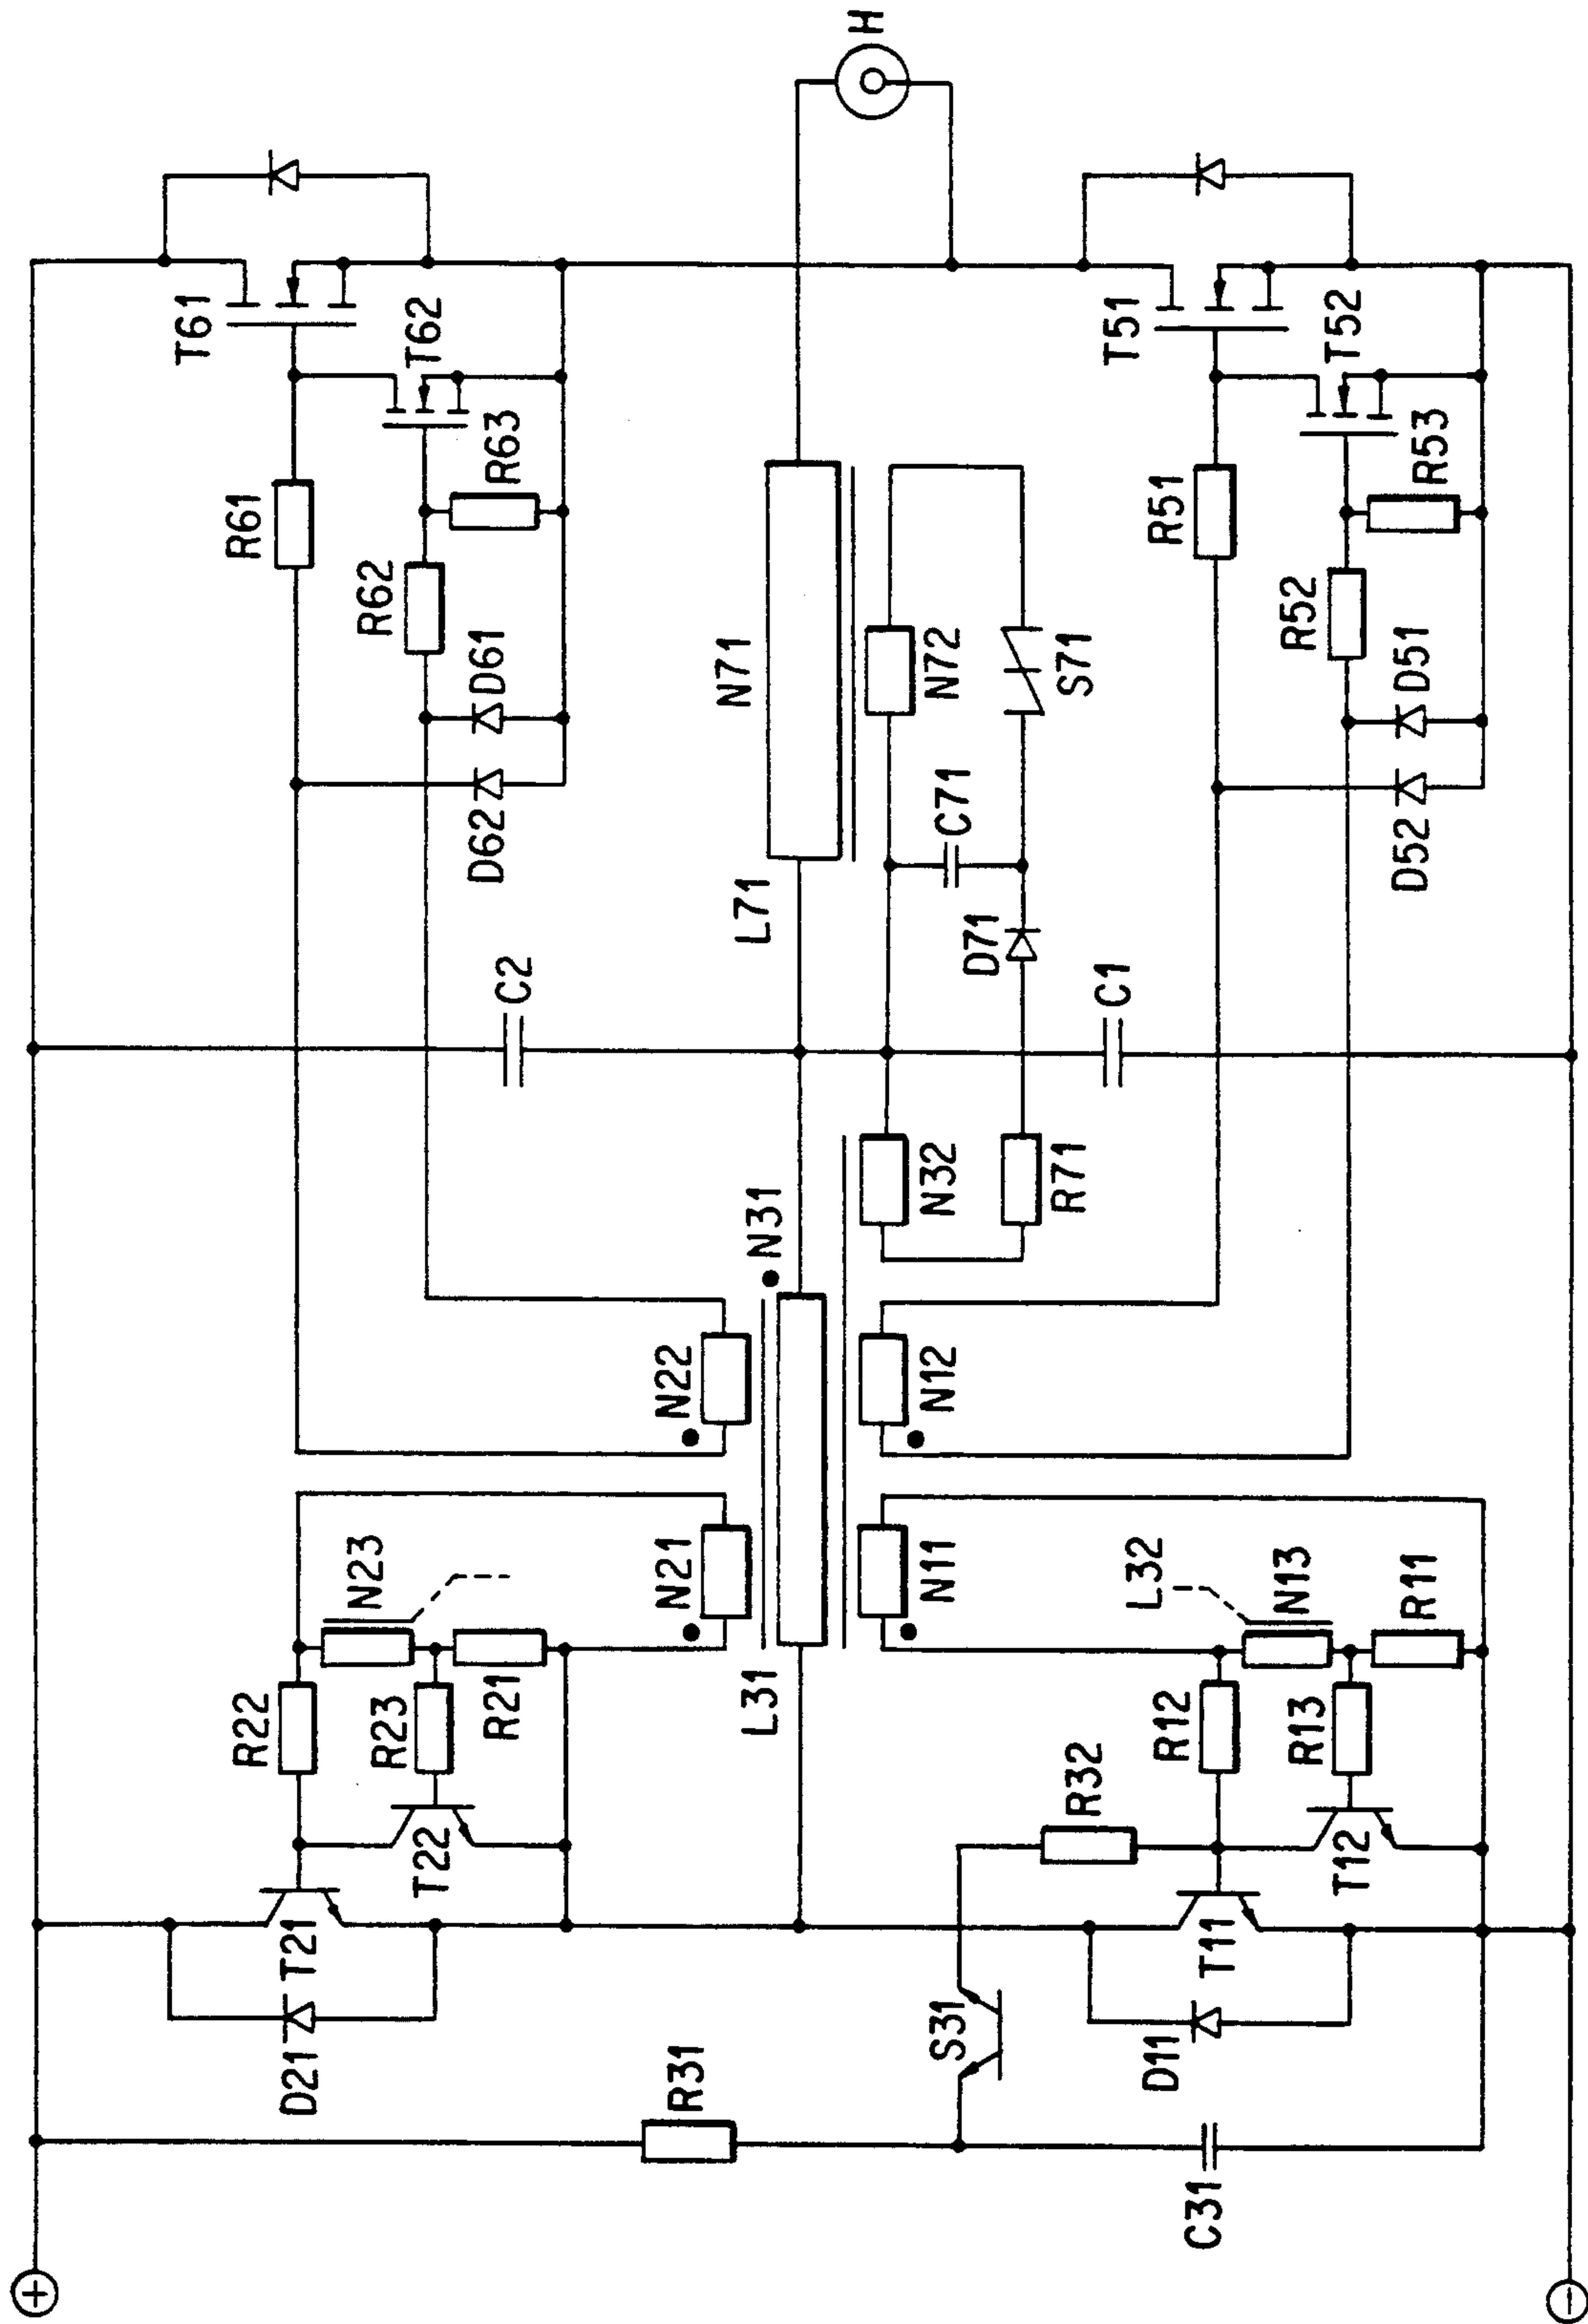 H
T61
T62
R61
R63
R62
D61
D62
N71
L71
N72
S71
C71
D71
T51
T52
R51
R53
R52
D51
D52
C2
C1
N31
N32
R71
N22
N12
N23
N21
L31
N11
L32
N13
R11
R22
R23
R21
R12
R13
R32
T22
T12
T21
T11
D21
S31
D11
R31
C31
+
−